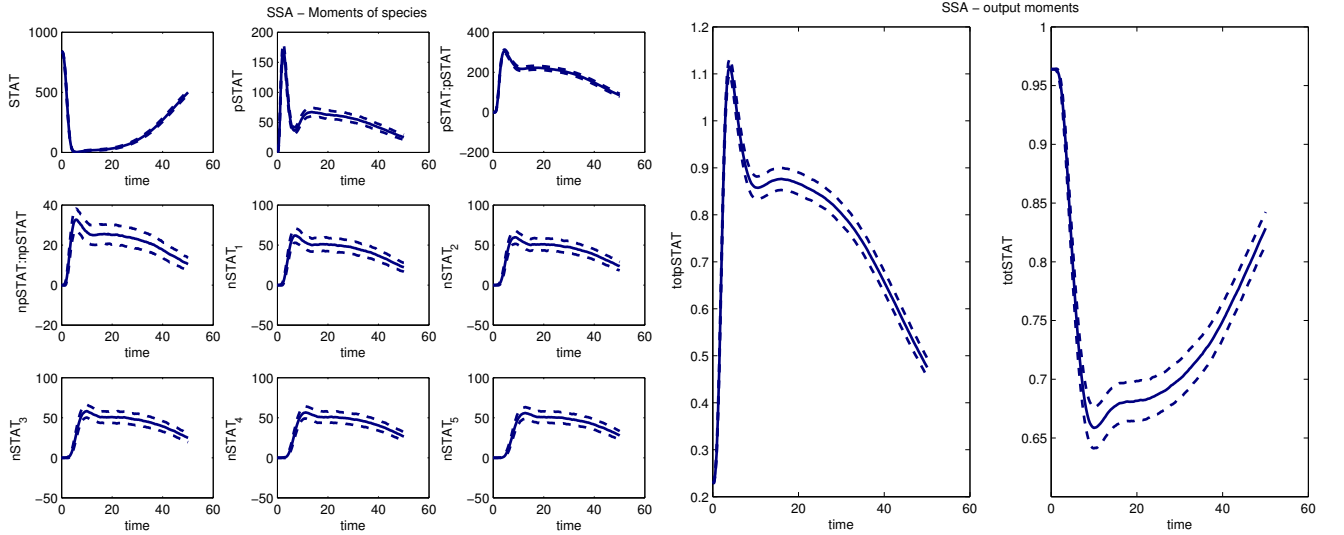 SSA − Moments of species
SSA − output moments
STAT
1000
500
0
0 20 40 60
time
pSTAT
200
150
100
50
0
0 20 40 60
time
pSTAT:pSTAT
400
200
0
−200
0 20 40 60
time
npSTAT:npSTAT
40
20
0
−20
0 20 40 60
time
nSTAT1
100
50
0
−50
0 20 40 60
time
nSTAT2
100
50
0
−50
0 20 40 60
time
nSTAT3
100
50
0
−50
0 20 40 60
time
nSTAT4
100
50
0
−50
0 20 40 60
time
nSTAT5
100
50
0
−50
0 20 40 60
time
totpSTAT
1.2
1.1
1
0.9
0.8
0.7
0.6
0.5
0.4
0.3
0.2
0 20 40 60
time
totSTAT
1
0.95
0.9
0.85
0.8
0.75
0.7
0.65
0 20 40 60
time